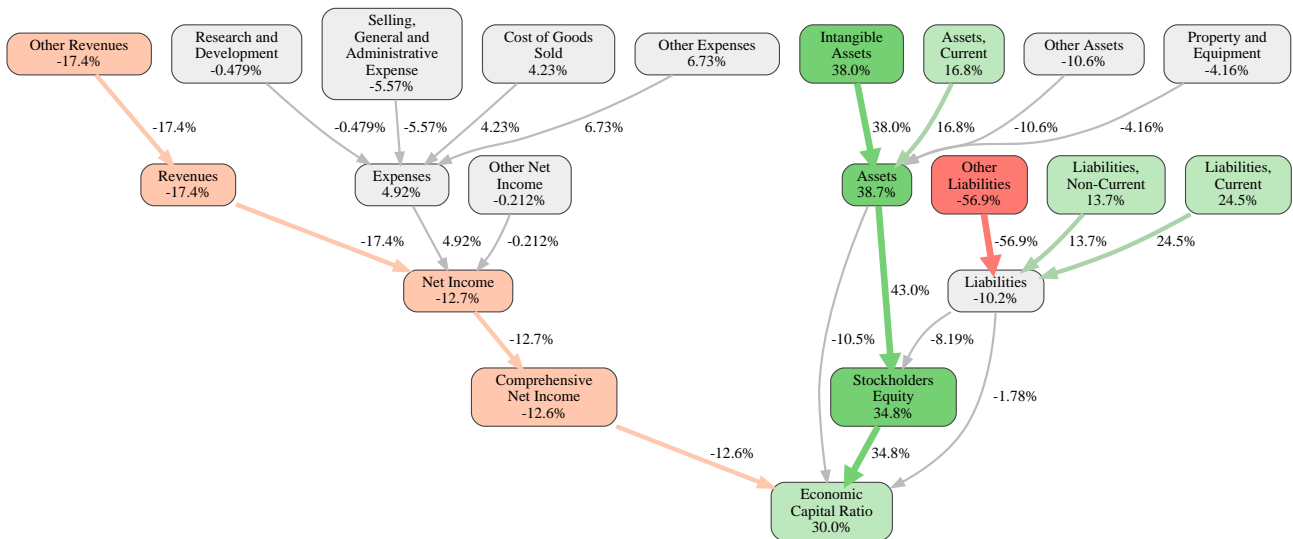 Other Revenues
-17.4%
Research and
Development
-0.479%
Selling,
General and
Administrative
Expense
-5.57%
Cost of Goods
Sold
4.23%
Other Expenses
6.73%
Intangible
Assets
38.0%
Assets,
Current
16.8%
Other Assets
-10.6%
Property and
Equipment
-4.16%
-17.4%
-0.479%
-5.57%
4.23%
6.73%
38.0%
16.8%
-10.6%
-4.16%
Revenues
-17.4%
Expenses
4.92%
Other Net
Income
-0.212%
Assets
38.7%
Other
Liabilities
-56.9%
Liabilities,
Non-Current
13.7%
Liabilities,
Current
24.5%
-17.4%
4.92%
-0.212%
-56.9%
13.7%
24.5%
Net Income
-12.7%
43.0%
Liabilities
-10.2%
-12.7%
-10.5%
-8.19%
Comprehensive
Net Income
-12.6%
Stockholders
Equity
34.8%
-1.78%
-12.6%
34.8%
Economic
Capital Ratio
30.0%